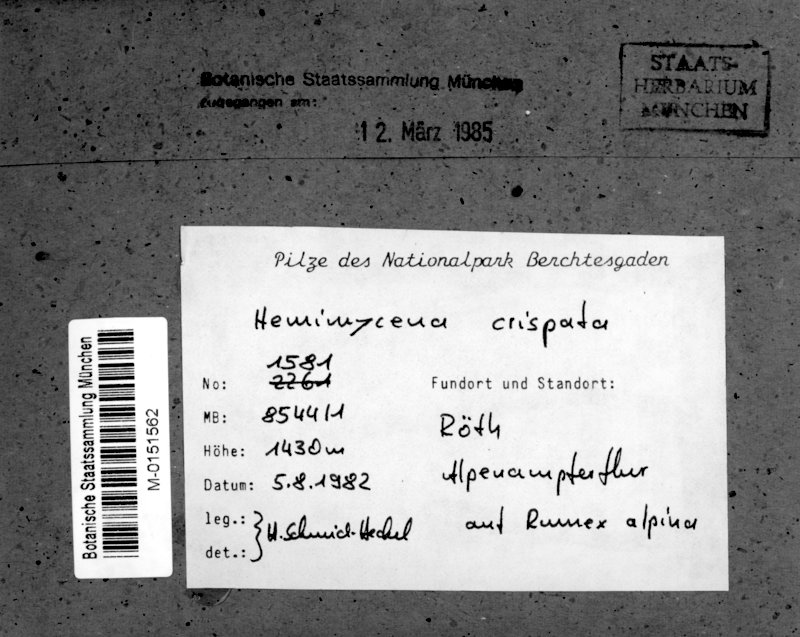 Botanische Staatssammlung München
zugegangen am:
12. März 1985
STAATS-
HERBARIUM
MÜNCHEN
Pilze des Nationalpark Berchtesgaden
Hemimycena crispata
1581
No: 2261
MB: 8544/1
Höhe: 1430m
Datum: 5.8.1982
leg.: H. Schmid-Heckel
det.:
Fundort und Standort:
Röth
Alpenampferflur
auf Rumex alpina
Botanische Staatssammlung München
M-0151562